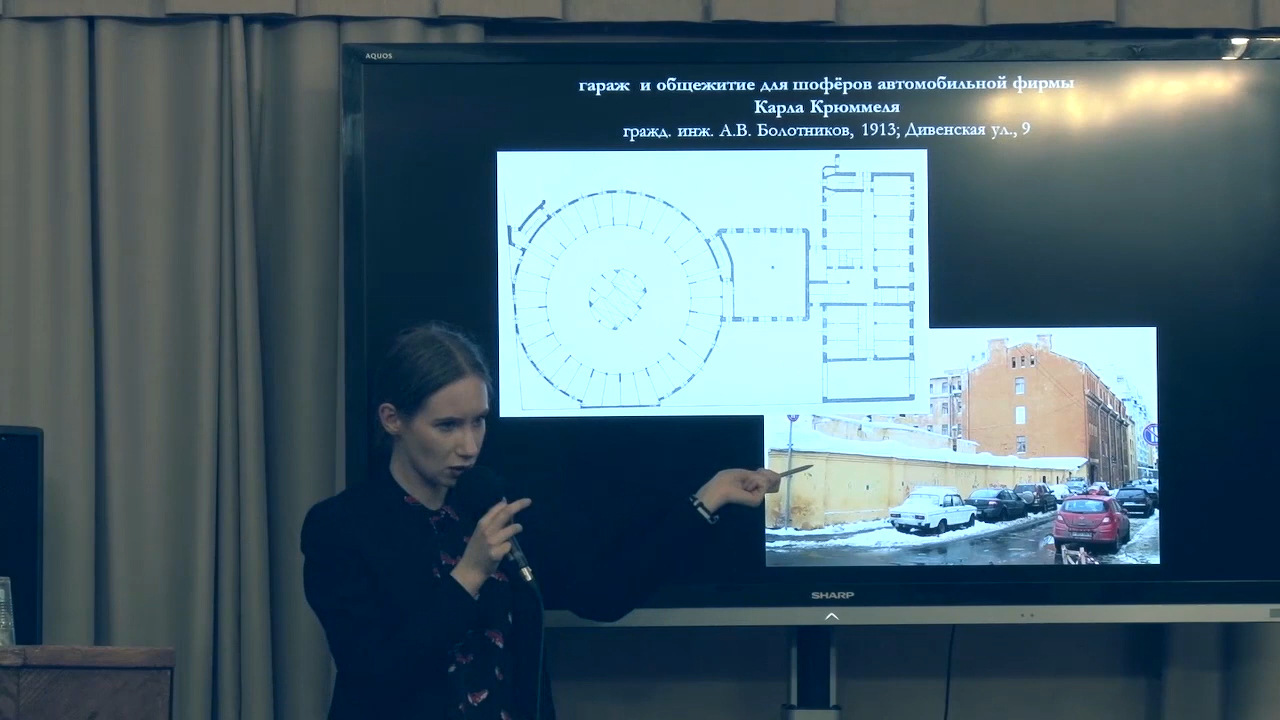 AQUOS
гараж и общежитие для шофёров автомобильной фирмы
Карла Крюммеля
гражд. инж. А.В. Болотников, 1913; Дивенская ул., 9
SHARP